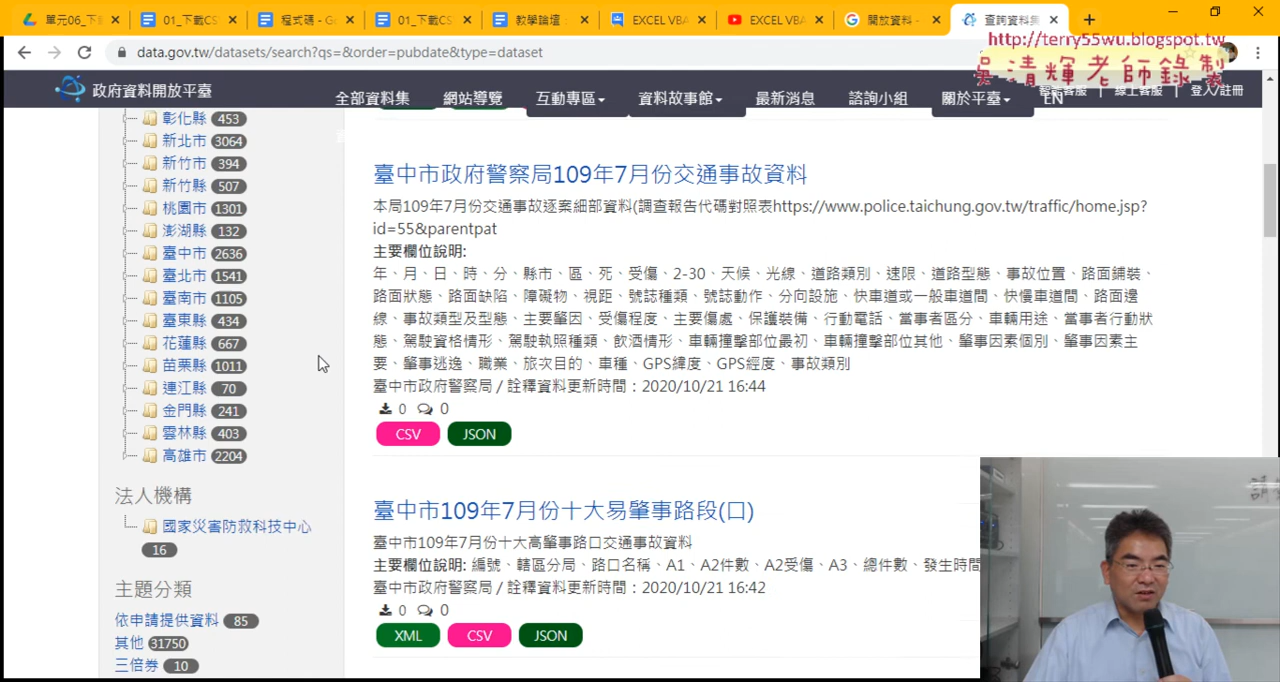 單元06_下
01_下載CS
程式碼 - Go
01_下載CS
教學論壇 :
EXCEL VBA
EXCEL VBA
開放資料 -
查詢資料集
data.gov.tw/datasets/search?qs=&order=pubdate&type=dataset
http://terry55wu.blogspot.tw
吳清輝老師錄製
政府資料開放平臺
全部資料集
網站導覽
互動專區
資料故事館
最新消息
諮詢小組
關於平臺
EN
智能客服 | 線上客服 | 登入/註冊
彰化縣 453
新北市 3064
新竹市 394
新竹縣 507
桃園市 1301
澎湖縣 132
臺中市 2636
臺北市 1541
臺南市 1105
臺東縣 434
花蓮縣 667
苗栗縣 1011
連江縣 70
金門縣 241
雲林縣 403
高雄市 2204
法人機構
國家災害防救科技中心
16
主題分類
依申請提供資料 85
其他 31750
三倍券 10
臺中市政府警察局109年7月份交通事故資料
本局109年7月份交通事故逐案細部資料(調查報告代碼對照表https://www.police.taichung.gov.tw/traffic/home.jsp?
id=55&parentpat
主要欄位說明:
年、月、日、時、分、縣市、區、死、受傷、2-30、天候、光線、道路類別、速限、道路型態、事故位置、路面鋪裝、
路面狀態、路面缺陷、障礙物、視距、號誌種類、號誌動作、分向設施、快車道或一般車道間、快慢車道間、路面邊
線、事故類型及型態、主要肇因、受傷程度、主要傷處、保護裝備、行動電話、當事者區分、車輛用途、當事者行動狀
態、駕駛資格情形、駕駛執照種類、飲酒情形、車輛撞擊部位最初、車輛撞擊部位其他、肇事因素個別、肇事因素主
要、肇事逃逸、職業、旅次目的、車種、GPS緯度、GPS經度、事故類別
臺中市政府警察局 / 詮釋資料更新時間：2020/10/21 16:44
0 0
CSV JSON
臺中市109年7月份十大易肇事路段(口)
臺中市109年7月份十大高肇事路口交通事故資料
主要欄位說明: 編號、轄區分局、路口名稱、A1、A2件數、A2受傷、A3、總件數、發生時間
臺中市政府警察局 / 詮釋資料更新時間：2020/10/21 16:42
0 0
XML CSV JSON